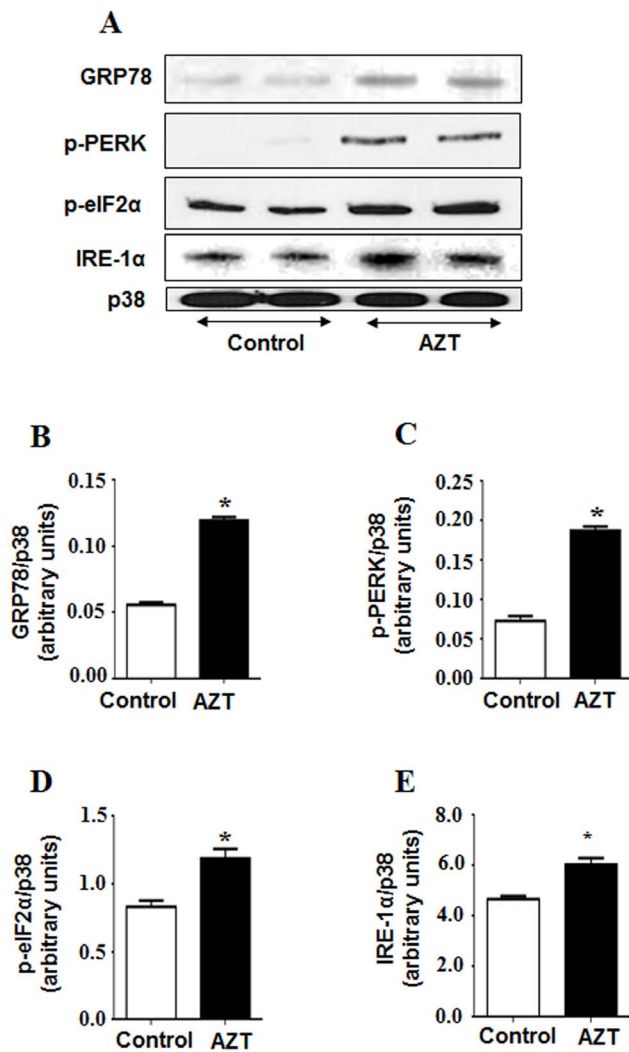 A
GRP78
p-PERK
p-eIF2α
IRE-1α
p38
Control AZT
B
GRP78/p38
(arbitrary units)
0.15
0.10
0.05
0.00
Control AZT
*
C
p-PERK/p38
(arbitrary units)
0.25
0.20
0.15
0.10
0.05
0.00
Control AZT
*
D
p-eIF2α/p38
(arbitrary units)
1.5
1.0
0.5
0.0
Control AZT
*
E
IRE-1α/p38
(arbitrary units)
8.0
6.0
4.0
2.0
0.0
Control AZT
*